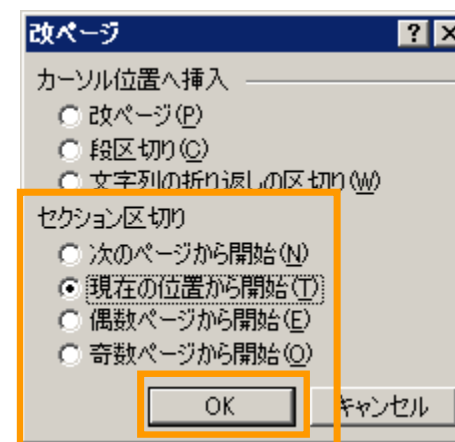 改ページ
カーソル位置へ挿入
改ページ(P)
段区切り(C)
文字列の折り返しの区切り(W)
セクション区切り
次のページから開始(N)
現在の位置から開始(T)
偶数ページから開始(E)
奇数ページから開始(O)
OK キャンセル